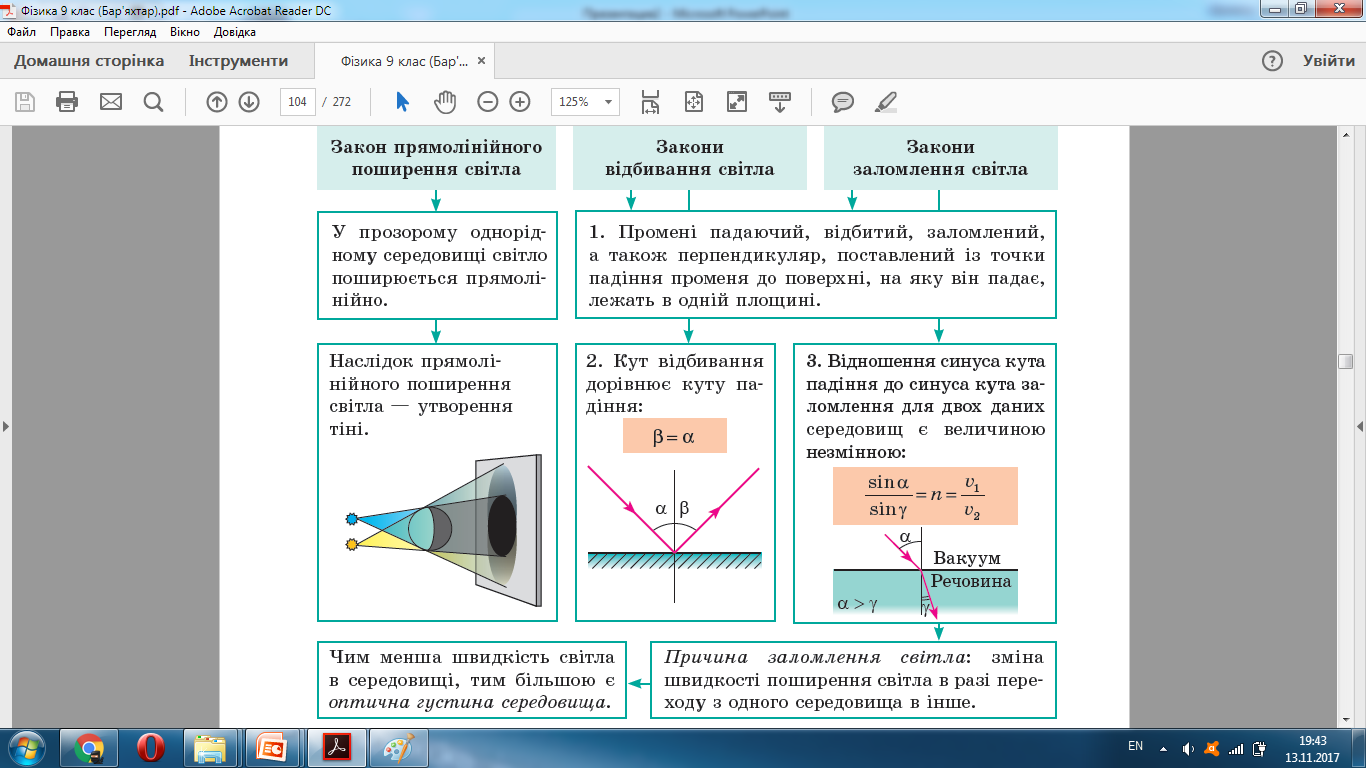 Фізика 9 клас (Бар'яхтар).pdf - Adobe Acrobat Reader DC
Файл Правка Перегляд Вікно Довідка
Домашня сторінка Інструменти Фізика 9 клас (Бар'... × Увійти
104 / 272 125%
Закон прямолінійного
поширення світла
Закони
відбивання світла
Закони
заломлення світла
У прозорому однорід-
ному середовищі світло
поширюється прямолі-
нійно.
1. Промені падаючий, відбитий, заломлений,
а також перпендикуляр, поставлений із точки
падіння променя до поверхні, на яку він падає,
лежать в одній площині.
Наслідок прямолі-
нійного поширення
світла — утворення
тіні.
2. Кут відбивання
дорівнює куту па-
діння:
β = α
α β
3. Відношення синуса кута
падіння до синуса кута за-
ломлення для двох даних
середовищ є величиною
незмінною:
sin α / sin γ = n = v₁ / v₂
α
Вакуум
Речовина
α > γ γ
Чим менша швидкість світла
в середовищі, тим більшою є
оптична густина середовища.
Причина заломлення світла: зміна
швидкості поширення світла в разі пере-
ходу з одного середовища в інше.
EN
19:43
13.11.2017